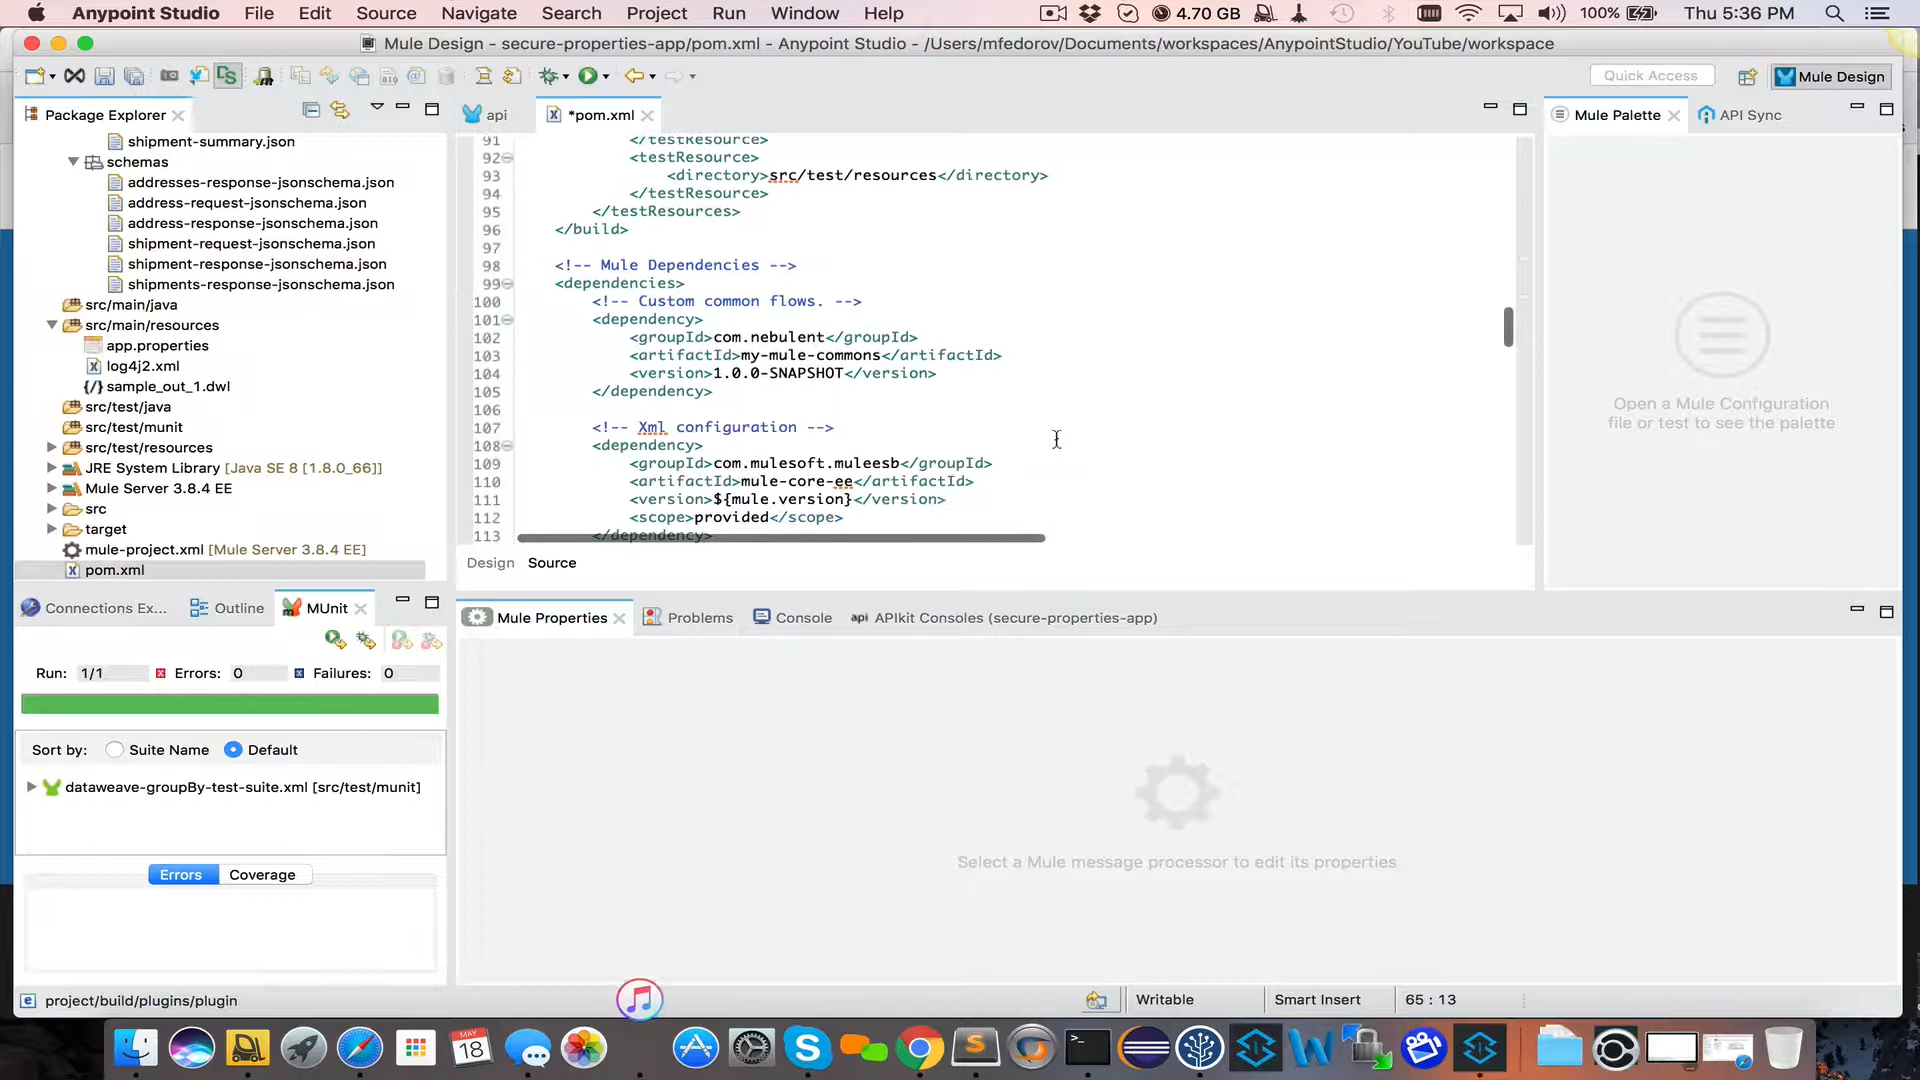 Anypoint Studio File Edit Source Navigate Search Project Run Window Help 4.70 GB 100% Thu 5:36 PM
Mule Design - secure-properties-app/pom.xml - Anypoint Studio - /Users/mfedorov/Documents/workspaces/AnypointStudio/YouTube/workspace
Quick Access Mule Design
Package Explorer
shipment-summary.json
schemas
addresses-response-jsonschema.json
address-request-jsonschema.json
address-response-jsonschema.json
shipment-request-jsonschema.json
shipment-response-jsonschema.json
shipments-response-jsonschema.json
src/main/java
src/main/resources
app.properties
log4j2.xml
sample_out_1.dwl
src/test/java
src/test/munit
src/test/resources
JRE System Library [Java SE 8 [1.8.0_66]]
Mule Server 3.8.4 EE
src
target
mule-project.xml [Mule Server 3.8.4 EE]
pom.xml
api *pom.xml
91 </testResource>
92 <testResource>
93 <directory>src/test/resources</directory>
94 </testResource>
95 </testResources>
96 </build>
97
98 <!-- Mule Dependencies -->
99 <dependencies>
100 <!-- Custom common flows. -->
101 <dependency>
102 <groupId>com.nebulent</groupId>
103 <artifactId>my-mule-commons</artifactId>
104 <version>1.0.0-SNAPSHOT</version>
105 </dependency>
106
107 <!-- Xml configuration -->
108 <dependency>
109 <groupId>com.mulesoft.muleesb</groupId>
110 <artifactId>mule-core-ee</artifactId>
111 <version>${mule.version}</version>
112 <scope>provided</scope>
113 </dependency>
Design Source
Mule Palette API Sync
Open a Mule Configuration
file or test to see the palette
Connections Ex... Outline MUnit
Run: 1/1 Errors: 0 Failures: 0
Sort by: Suite Name Default
dataweave-groupBy-test-suite.xml [src/test/munit]
Errors Coverage
Mule Properties Problems Console api APIkit Consoles (secure-properties-app)
Select a Mule message processor to edit its properties
project/build/plugins/plugin Writable Smart Insert 65 : 13
MAY
18